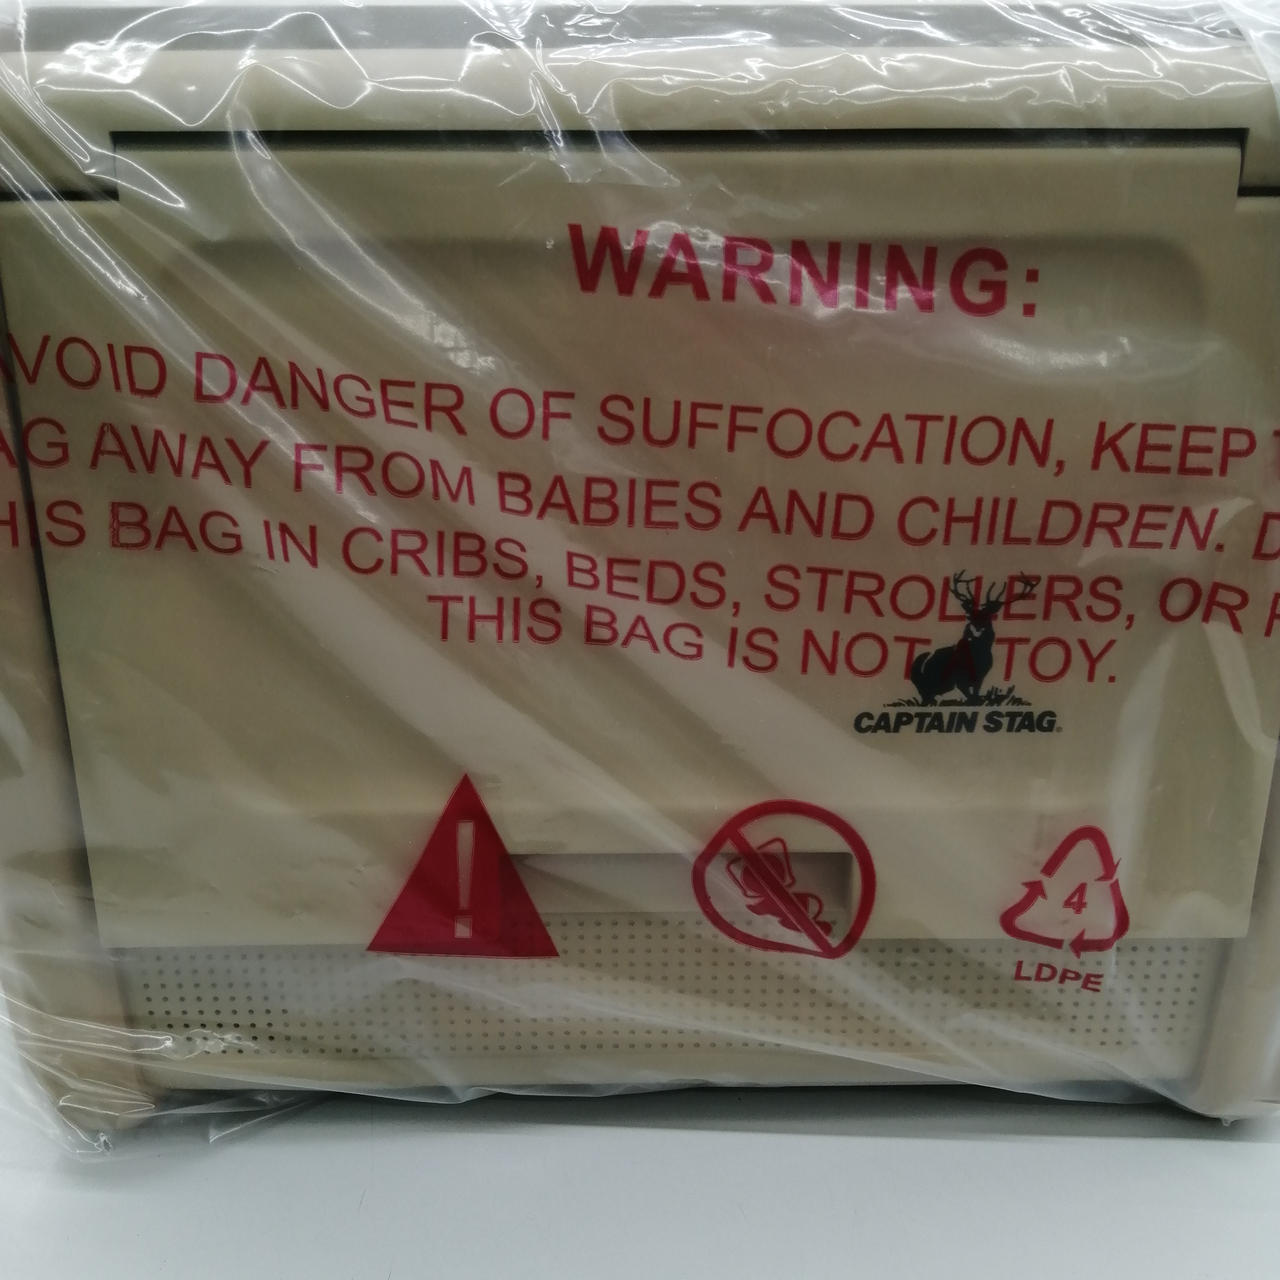 WARNING:
AVOID DANGER OF SUFFOCATION, KEEP
AG AWAY FROM BABIES AND CHILDREN. D
HIS BAG IN CRIBS, BEDS, STROLLERS, OR
THIS BAG IS NOT A TOY.
CAPTAIN STAG
4
LDPE